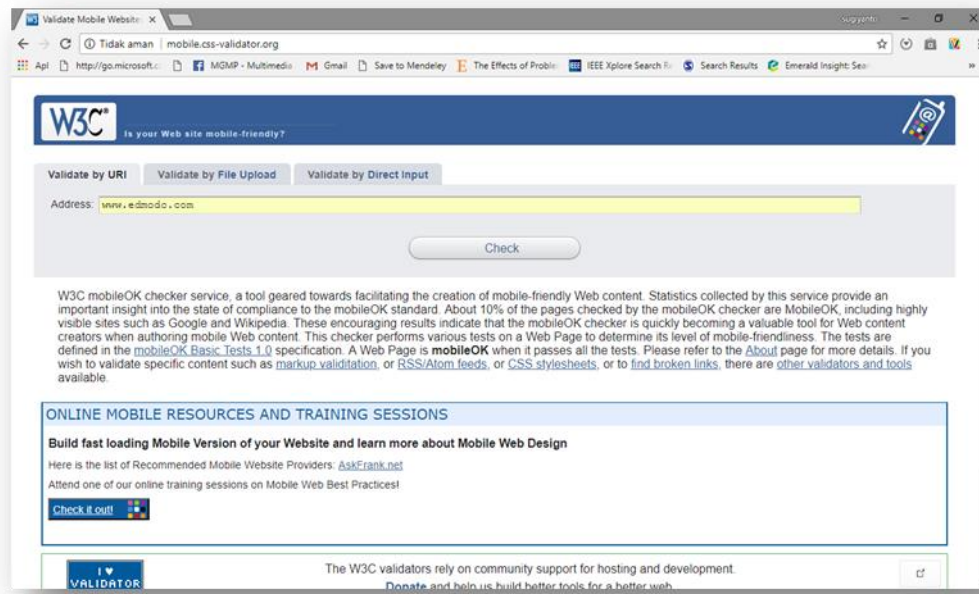 Validate Mobile Website
sugiyanto
Tidak aman | mobile.css-validator.org
Apl http://go.microsoft.c MGMP - Multimedia Gmail Save to Mendeley The Effects of Proble IEEE Xplore Search R Search Results Emerald Insight: Sea »
W3C®
Is your Web site mobile-friendly?
Validate by URI Validate by File Upload Validate by Direct Input
Address: www.edmodo.com
Check
W3C mobileOK checker service, a tool geared towards facilitating the creation of mobile-friendly Web content. Statistics collected by this service provide an
important insight into the state of compliance to the mobileOK standard. About 10% of the pages checked by the mobileOK checker are MobileOK, including highly
visible sites such as Google and Wikipedia. These encouraging results indicate that the mobileOK checker is quickly becoming a valuable tool for Web content
creators when authoring mobile Web content. This checker performs various tests on a Web Page to determine its level of mobile-friendliness. The tests are
defined in the mobileOK Basic Tests 1.0 specification. A Web Page is mobileOK when it passes all the tests. Please refer to the About page for more details. If you
wish to validate specific content such as markup validitation, or RSS/Atom feeds, or CSS stylesheets, or to find broken links, there are other validators and tools
available.
ONLINE MOBILE RESOURCES AND TRAINING SESSIONS
Build fast loading Mobile Version of your Website and learn more about Mobile Web Design
Here is the list of Recommended Mobile Website Providers: AskFrank.net
Attend one of our online training sessions on Mobile Web Best Practices!
Check it out!
I ♥
VALIDATOR
The W3C validators rely on community support for hosting and development.
Donate and help us build better tools for a better web.